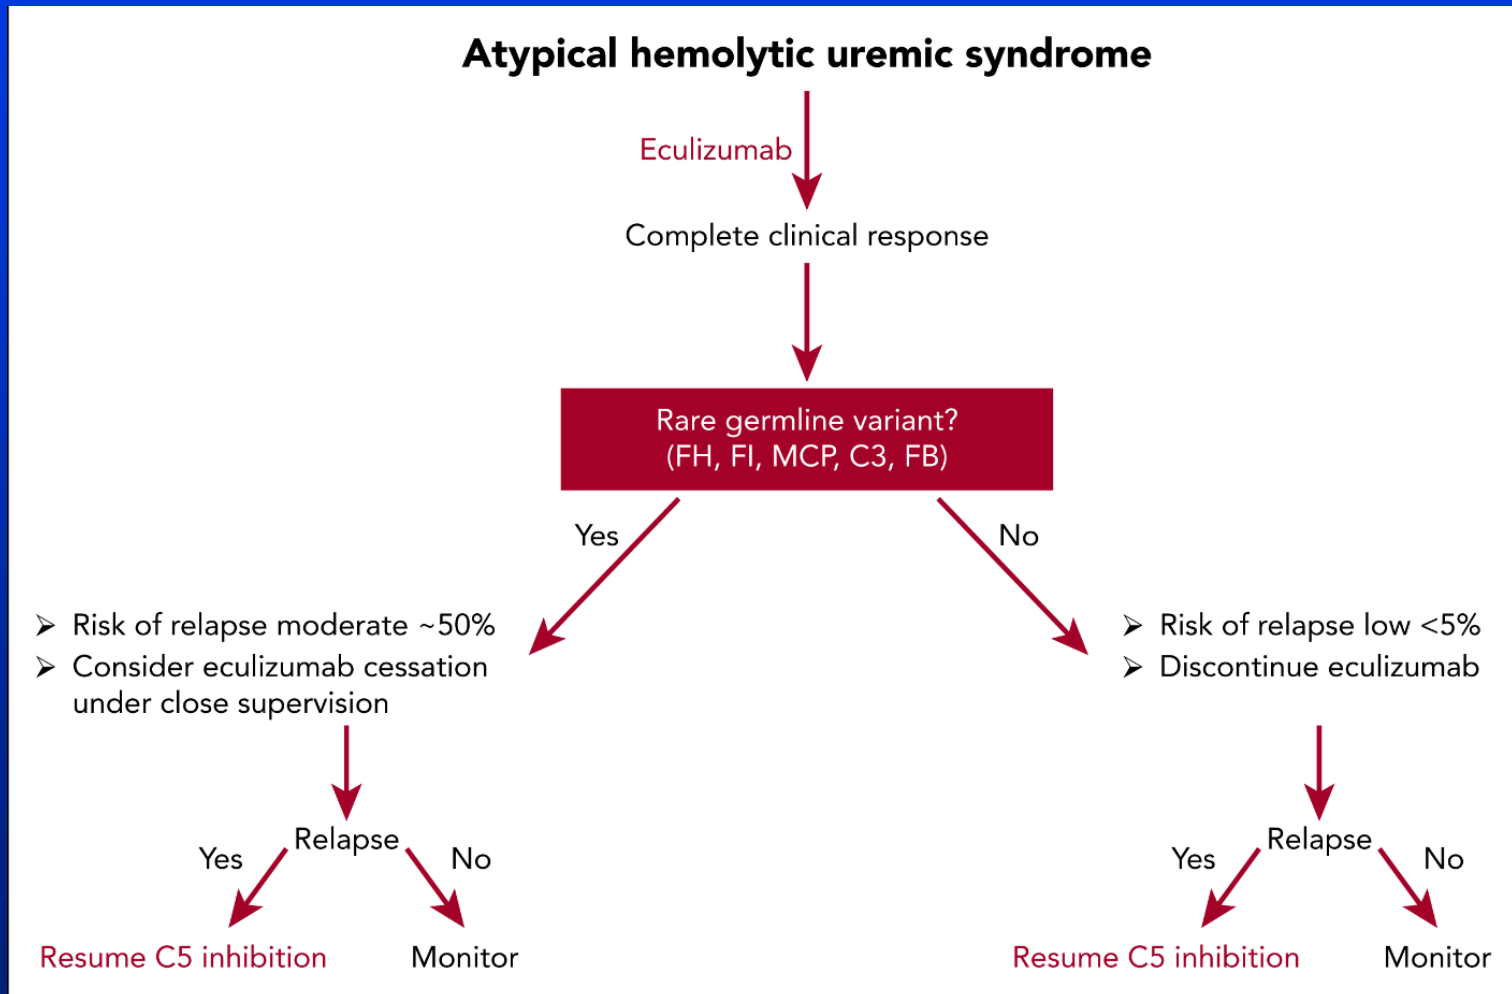 Atypical hemolytic uremic syndrome
Eculizumab
Complete clinical response
Rare germline variant?
(FH, FI, MCP, C3, FB)
Yes
No
➢ Risk of relapse moderate ~50%
➢ Consider eculizumab cessation
under close supervision
➢ Risk of relapse low <5%
➢ Discontinue eculizumab
Relapse
Yes
No
Resume C5 inhibition
Monitor
Relapse
Yes
No
Resume C5 inhibition
Monitor